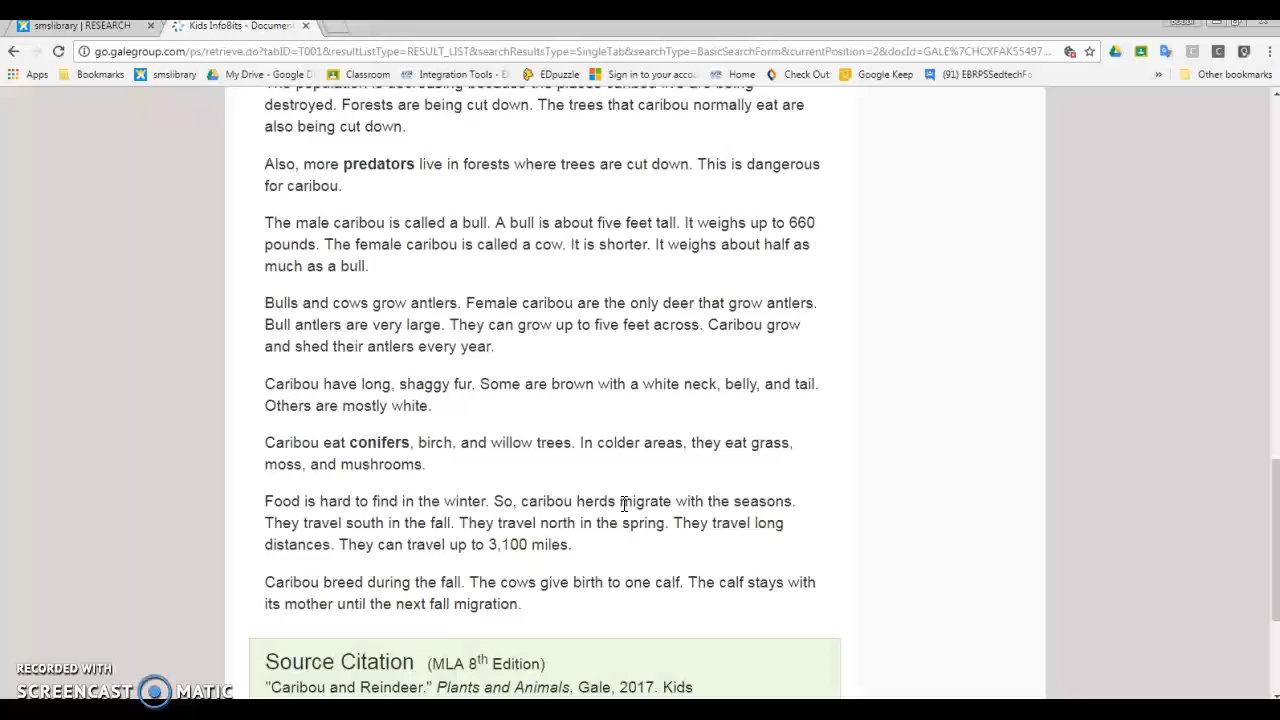 smslibrary | RESEARCH
Kids InfoBits - Documen
go.galegroup.com/ps/retrieve.do?tabID=T001&resultListType=RESULT_LIST&searchResultsType=SingleTab&searchType=BasicSearchForm&currentPosition=2&docId=GALE%7CHCXFAK55497...
Apps Bookmarks smslibrary My Drive - Google D Classroom Integration Tools - E EDpuzzle Sign in to your accou Home Check Out Google Keep (91) EBRPSSedtechFo » Other bookmarks
The population is decreasing because the places caribou live are being
destroyed. Forests are being cut down. The trees that caribou normally eat are
also being cut down.
Also, more predators live in forests where trees are cut down. This is dangerous
for caribou.
The male caribou is called a bull. A bull is about five feet tall. It weighs up to 660
pounds. The female caribou is called a cow. It is shorter. It weighs about half as
much as a bull.
Bulls and cows grow antlers. Female caribou are the only deer that grow antlers.
Bull antlers are very large. They can grow up to five feet across. Caribou grow
and shed their antlers every year.
Caribou have long, shaggy fur. Some are brown with a white neck, belly, and tail.
Others are mostly white.
Caribou eat conifers, birch, and willow trees. In colder areas, they eat grass,
moss, and mushrooms.
Food is hard to find in the winter. So, caribou herds migrate with the seasons.
They travel south in the fall. They travel north in the spring. They travel long
distances. They can travel up to 3,100 miles.
Caribou breed during the fall. The cows give birth to one calf. The calf stays with
its mother until the next fall migration.
Source Citation (MLA 8th Edition)
"Caribou and Reindeer." Plants and Animals, Gale, 2017. Kids
RECORDED WITH
SCREENCAST MATIC